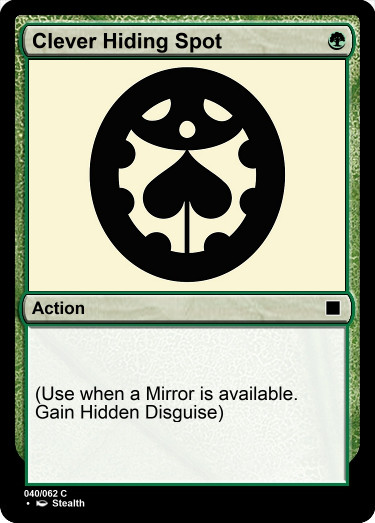 Clever Hiding Spot
Action
(Use when a Mirror is available.
Gain Hidden Disguise)
040/062 C
• Stealth